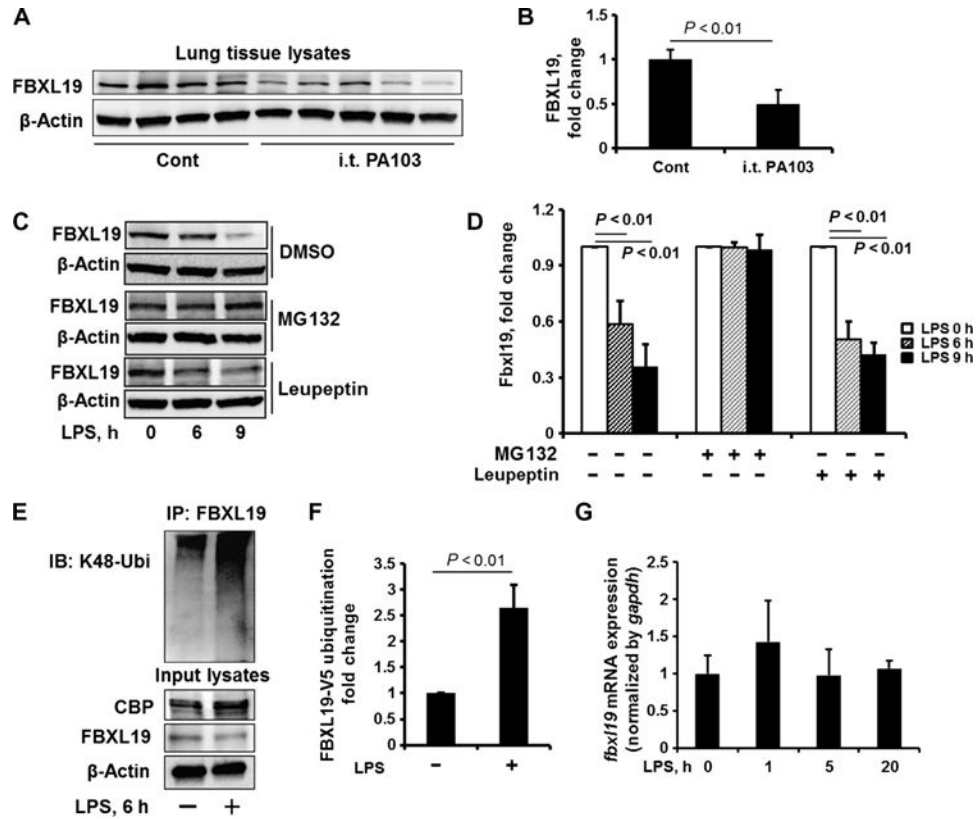 A
Lung tissue lysates
FBXL19
β-Actin
Cont i.t. PA103
B
P < 0.01
FBXL19,
fold change
1.5
1
0.5
0
Cont i.t. PA103
C
FBXL19
β-Actin
DMSO
FBXL19
β-Actin
MG132
FBXL19
β-Actin
Leupeptin
LPS, h 0 6 9
D
Fbxl19, fold change
1.2
0.9
0.6
0.3
0
P < 0.01
P < 0.01
P < 0.01
P < 0.01
LPS 0 h
LPS 6 h
LPS 9 h
MG132 − − − + + + − − −
Leupeptin − − − − − − + + +
E
IP: FBXL19
IB: K48-Ubi
Input lysates
CBP
FBXL19
β-Actin
LPS, 6 h − +
F
P < 0.01
FBXL19-V5 ubiquitination
fold change
3.5
3
2.5
2
1.5
1
0.5
0
LPS − +
G
fbxl19 mRNA expression
(normalized by gapdh)
2.5
2
1.5
1
0.5
0
LPS, h 0 1 5 20